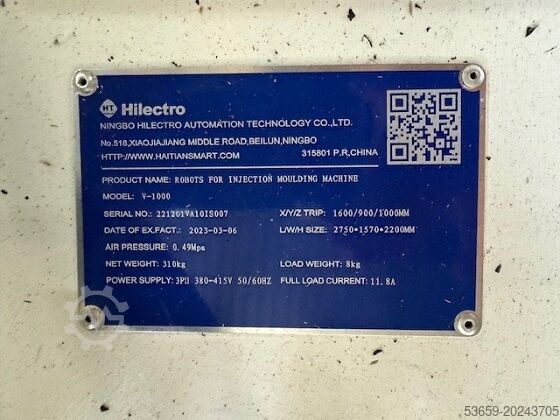 HT Hilectro
NINGBO HILECTRO AUTOMATION TECHNOLOGY CO.,LTD.
No.518,XIAOJIAJIANG MIDDLE ROAD,BEILUN,NINGBO
HTTP://WWW.HAITIANSMART.COM 315801 P.R,CHINA
PRODUCT NAME: ROBOTS FOR INJECTION MOULDING MACHINE
MODEL: V-1000
SERIAL NO.: 221201VA10IS007 X/Y/Z TRIP: 1600/900/1000MM
DATE OF EX.FACT.: 2023-03-06 L/W/H SIZE: 2750*1570*2200MM
AIR PRESSURE: 0.49Mpa
NET WEIGHT: 310kg LOAD WEIGHT: 8kg
POWER SUPPLY: 3PH 380-415V 50/60HZ FULL LOAD CURRENT: 11.8A
53659-20243705